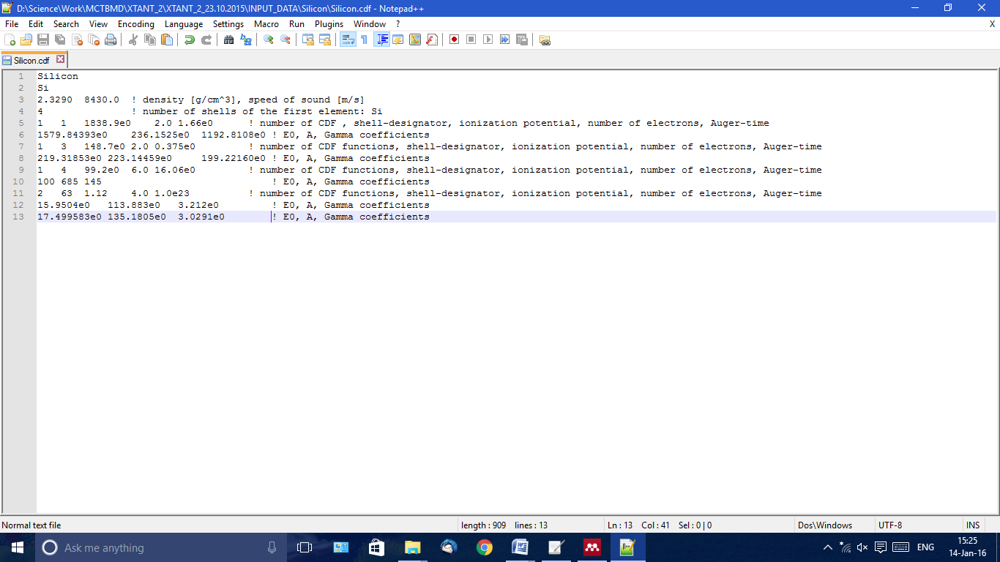 D:\Science\Work\MCTBMD\XTANT_2\XTANT_2_23.10.2015\INPUT_DATA\Silicon\Silicon.cdf - Notepad++
File Edit Search View Encoding Language Settings Macro Run Plugins Window ? X
Silicon.cdf
1 Silicon
2 Si
3 2.3290  8430.0  ! density [g/cm^3], speed of sound [m/s]
4 4               ! number of shells of the first element: Si
5 1   1   1838.9e0    2.0 1.66e0      ! number of CDF , shell-designator, ionization potential, number of electrons, Auger-time
6 1579.84393e0    236.1525e0  1192.8108e0 ! E0, A, Gamma coefficients
7 1   3   148.7e0 2.0 0.375e0         ! number of CDF functions, shell-designator, ionization potential, number of electrons, Auger-time
8 219.31853e0 223.14459e0     199.22160e0 ! E0, A, Gamma coefficients
9 1   4   99.2e0  6.0 16.06e0         ! number of CDF functions, shell-designator, ionization potential, number of electrons, Auger-time
10 100 685 145                             ! E0, A, Gamma coefficients
11 2   63  1.12    4.0 1.0e23          ! number of CDF functions, shell-designator, ionization potential, number of electrons, Auger-time
12 15.9504e0   113.883e0   3.212e0         ! E0, A, Gamma coefficients
13 17.499583e0 135.1805e0  3.0291e0        ! E0, A, Gamma coefficients
Normal text file length : 909 lines : 13 Ln : 13 Col : 41 Sel : 0 | 0 Dos\Windows UTF-8 INS
Ask me anything ENG 15:25
14-Jan-16